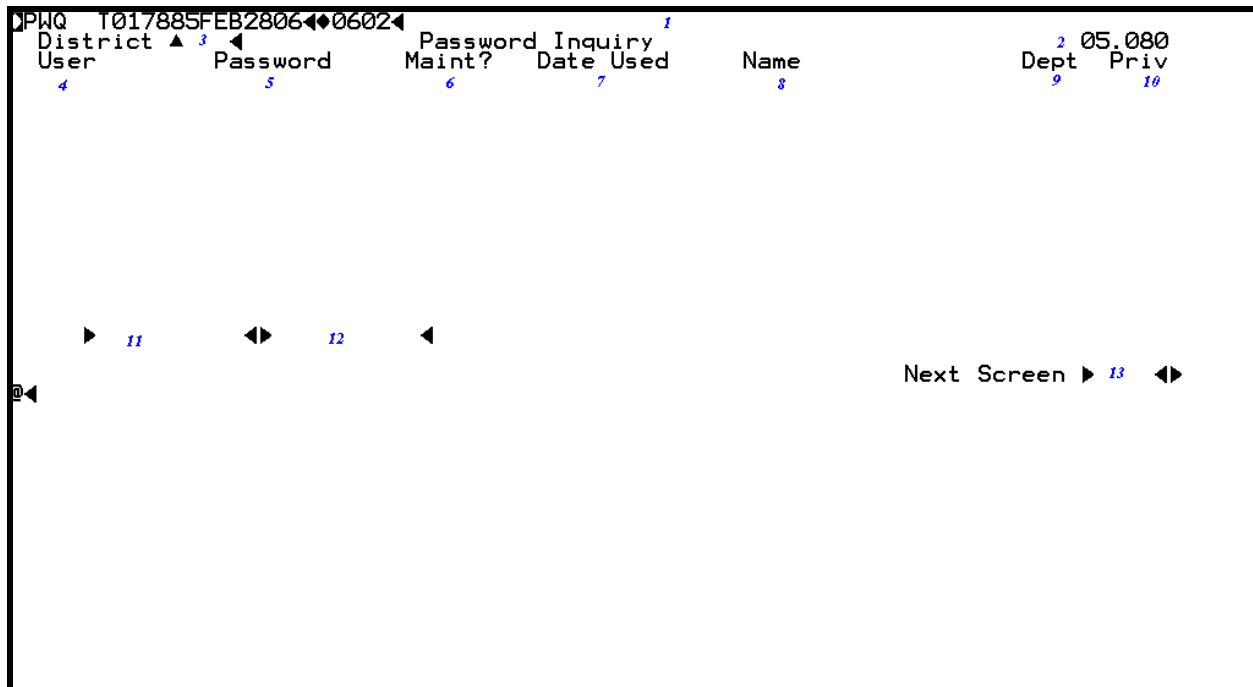 PWQ T017885FEB2806◀◆0602◀ 1
District ▲ 3 ◀ Password Inquiry 2 05.080
User Password Maint? Date Used Name Dept Priv
4 5 6 7 8 9 10
▶ 11 ◀▶ 12 ◀
Next Screen ▶ 13 ◀▶
@◀